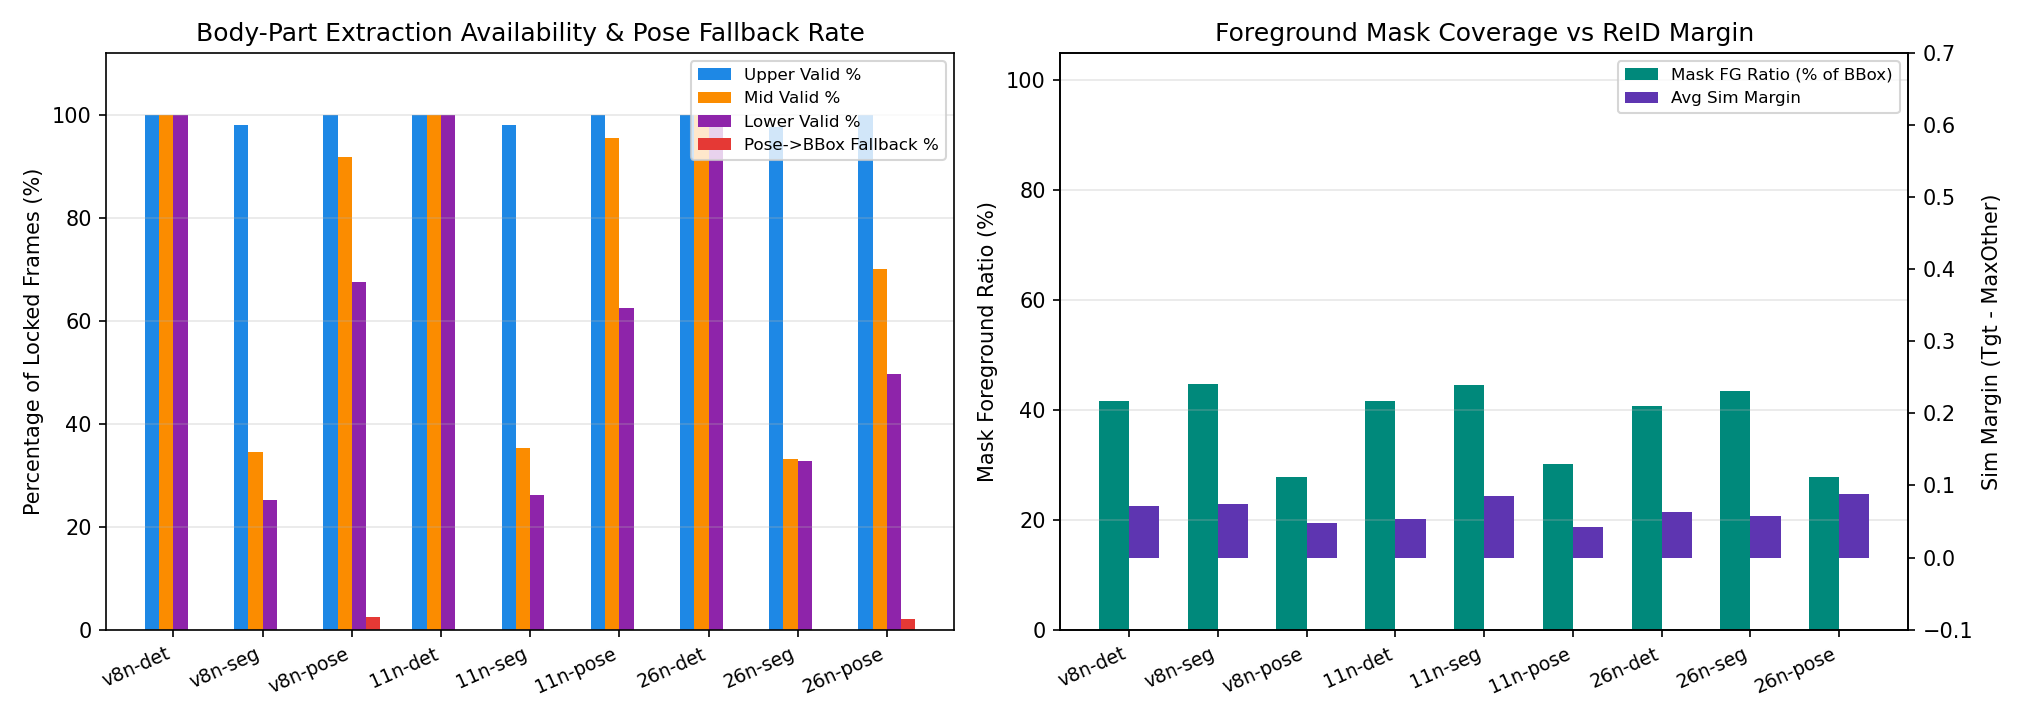 Body-Part Extraction Availability & Pose Fallback Rate
Upper Valid %
Mid Valid %
Lower Valid %
Pose->BBox Fallback %
Percentage of Locked Frames (%)
100
80
60
40
20
0
v8n-det
v8n-seg
v8n-pose
11n-det
11n-seg
11n-pose
26n-det
26n-seg
26n-pose
Foreground Mask Coverage vs ReID Margin
Mask FG Ratio (% of BBox)
Avg Sim Margin
Mask Foreground Ratio (%)
100
80
60
40
20
0
v8n-det
v8n-seg
v8n-pose
11n-det
11n-seg
11n-pose
26n-det
26n-seg
26n-pose
0.7
0.6
0.5
0.4
0.3
0.2
0.1
0.0
−0.1
Sim Margin (Tgt - MaxOther)